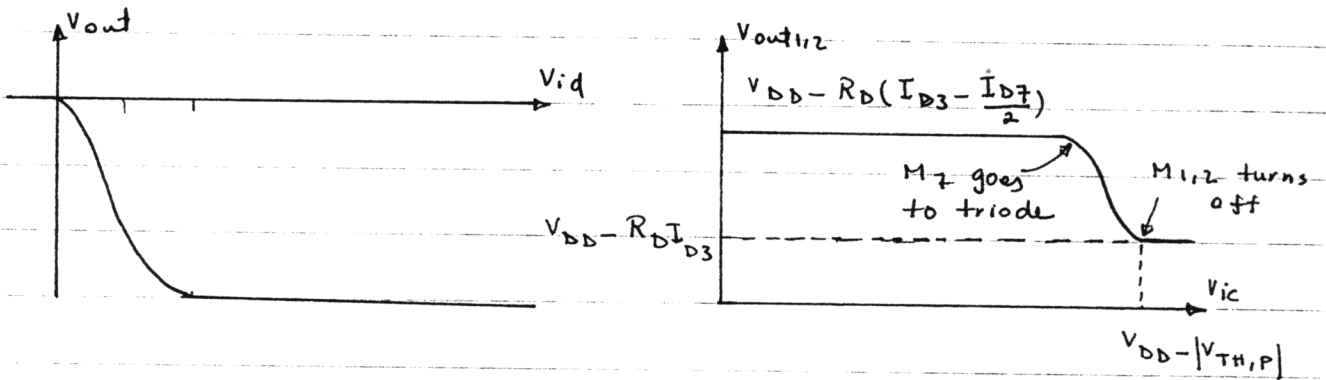 Vout
Vid
Vout1,2
VDD - RD(ID3 - ID7/2)
M7 goes
to triode
M1,2 turns
off
VDD - RDID3
Vic
VDD - |VTH,P|